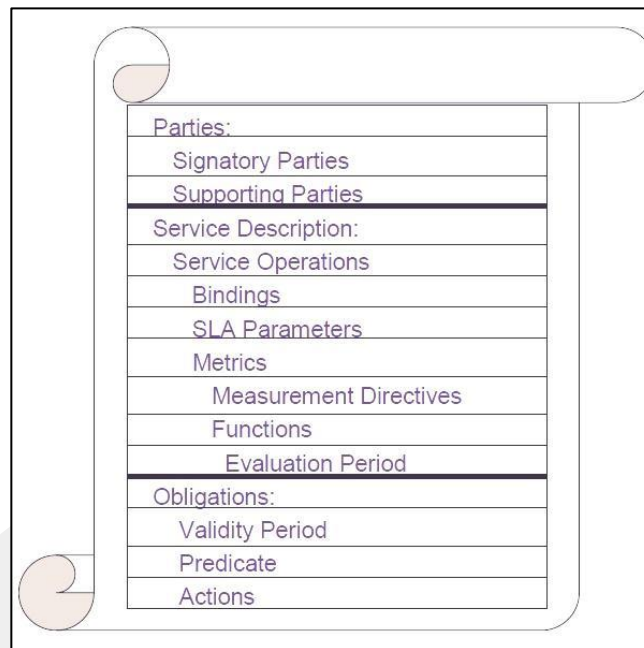 Parties:
Signatory Parties
Supporting Parties
Service Description:
Service Operations
Bindings
SLA Parameters
Metrics
Measurement Directives
Functions
Evaluation Period
Obligations:
Validity Period
Predicate
Actions